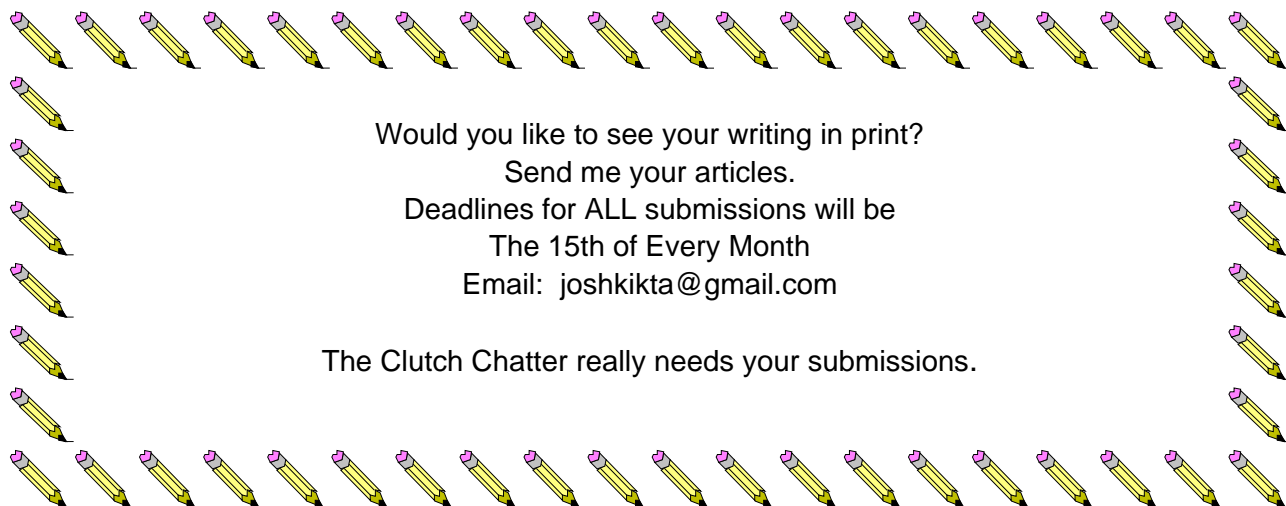 Would you like to see your writing in print?
Send me your articles.
Deadlines for ALL submissions will be
The 15th of Every Month
Email:  joshkikta@gmail.com
The Clutch Chatter really needs your submissions.